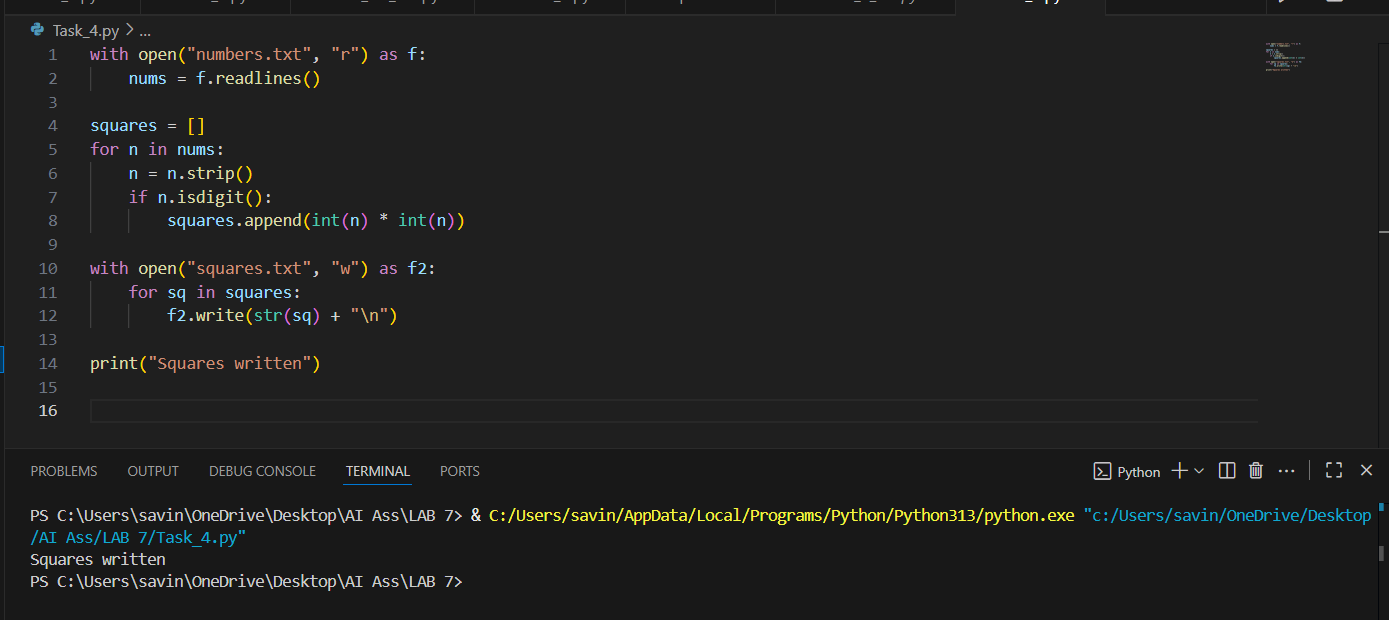 Task_4.py > ...
1 with open("numbers.txt", "r") as f:
2     nums = f.readlines()
3
4 squares = []
5 for n in nums:
6     n = n.strip()
7     if n.isdigit():
8         squares.append(int(n) * int(n))
9
10 with open("squares.txt", "w") as f2:
11     for sq in squares:
12         f2.write(str(sq) + "\n")
13
14 print("Squares written")
15
16
PROBLEMS OUTPUT DEBUG CONSOLE TERMINAL PORTS Python
PS C:\Users\savin\OneDrive\Desktop\AI Ass\LAB 7> & C:/Users/savin/AppData/Local/Programs/Python/Python313/python.exe "c:/Users/savin/OneDrive/Desktop
/AI Ass/LAB 7/Task_4.py"
Squares written
PS C:\Users\savin\OneDrive\Desktop\AI Ass\LAB 7>